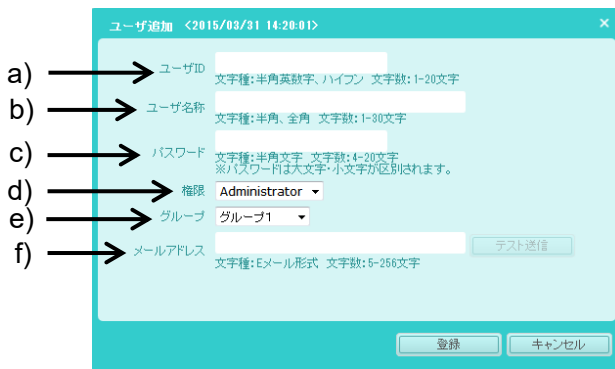 ユーザ追加 <2015/03/31 14:20:01> ×
a) ユーザID
文字種:半角英数字、ハイフン 文字数:1-20文字
b) ユーザ名称
文字種:半角、全角 文字数:1-30文字
c) パスワード
文字種:半角文字 文字数:4-20文字
※パスワードは大文字・小文字が区別されます。
d) 権限 Administrator
e) グループ グループ1
f) メールアドレス テスト送信
文字種:Eメール形式 文字数:5-256文字
登録 キャンセル